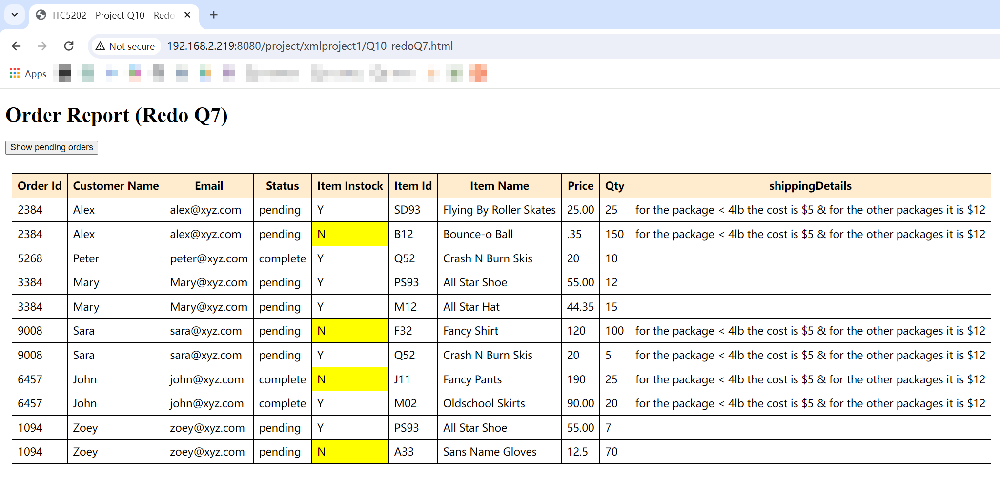 ITC5202 - Project Q10 - Redo
Not secure 192.168.2.219:8080/project/xmlproject1/Q10_redoQ7.html
Apps
Order Report (Redo Q7)
Show pending orders
Order Id Customer Name Email Status Item Instock Item Id Item Name Price Qty shippingDetails
2384 Alex alex@xyz.com pending Y SD93 Flying By Roller Skates 25.00 25 for the package < 4lb the cost is $5 & for the other packages it is $12
2384 Alex alex@xyz.com pending N B12 Bounce-o Ball .35 150 for the package < 4lb the cost is $5 & for the other packages it is $12
5268 Peter peter@xyz.com complete Y Q52 Crash N Burn Skis 20 10
3384 Mary Mary@xyz.com pending Y PS93 All Star Shoe 55.00 12
3384 Mary Mary@xyz.com pending Y M12 All Star Hat 44.35 15
9008 Sara sara@xyz.com pending N F32 Fancy Shirt 120 100 for the package < 4lb the cost is $5 & for the other packages it is $12
9008 Sara sara@xyz.com pending Y Q52 Crash N Burn Skis 20 5 for the package < 4lb the cost is $5 & for the other packages it is $12
6457 John john@xyz.com complete N J11 Fancy Pants 190 25 for the package < 4lb the cost is $5 & for the other packages it is $12
6457 John john@xyz.com complete Y M02 Oldschool Skirts 90.00 20 for the package < 4lb the cost is $5 & for the other packages it is $12
1094 Zoey zoey@xyz.com pending Y PS93 All Star Shoe 55.00 7
1094 Zoey zoey@xyz.com pending N A33 Sans Name Gloves 12.5 70